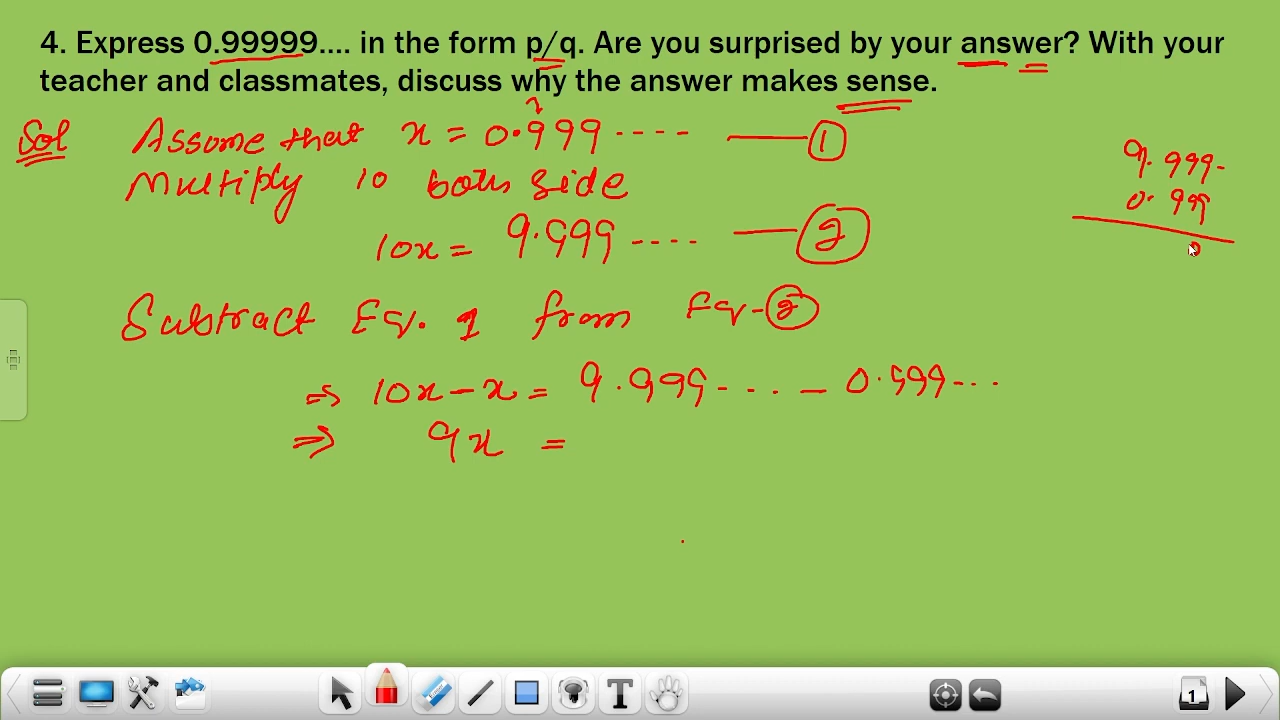 4. Express 0.99999.... in the form p/q. Are you surprised by your answer? With your
teacher and classmates, discuss why the answer makes sense.
Sol Assume that x = 0.999 .... — 1
Multiply 10 both side
10x = 9.999 .... — 2
Subtract Eq. 1 from Eq-2
⇒ 10x - x = 9.999.... - 0.999...
⇒ 9x =
9.999-
0.999
0
T
1